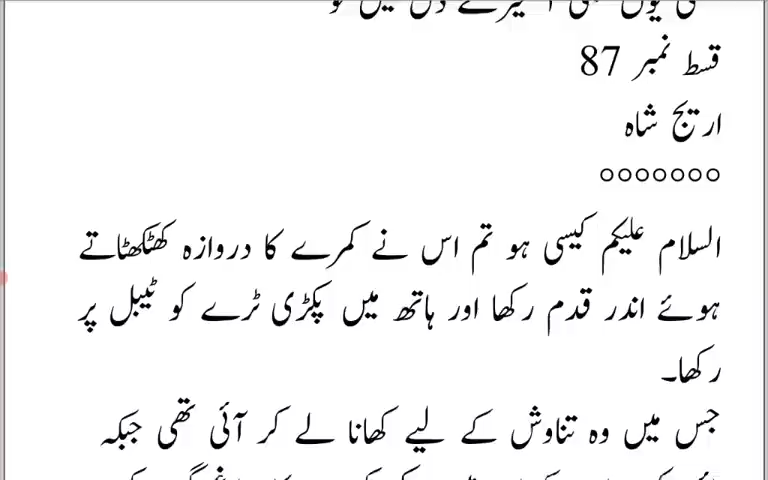 قسط نمبر 87
اریج شاہ
○○○○○○○
السلام علیکم کیسی ہو تم اس نے کمرے کا دروازہ کھٹکھٹاتے
ہوئے اندر قدم رکھا اور ہاتھ میں پکڑی ٹرے کو ٹیبل پر
رکھا۔
جس میں وہ تناوش کے لیے کھانا لے کر آئی تھی جبکہ